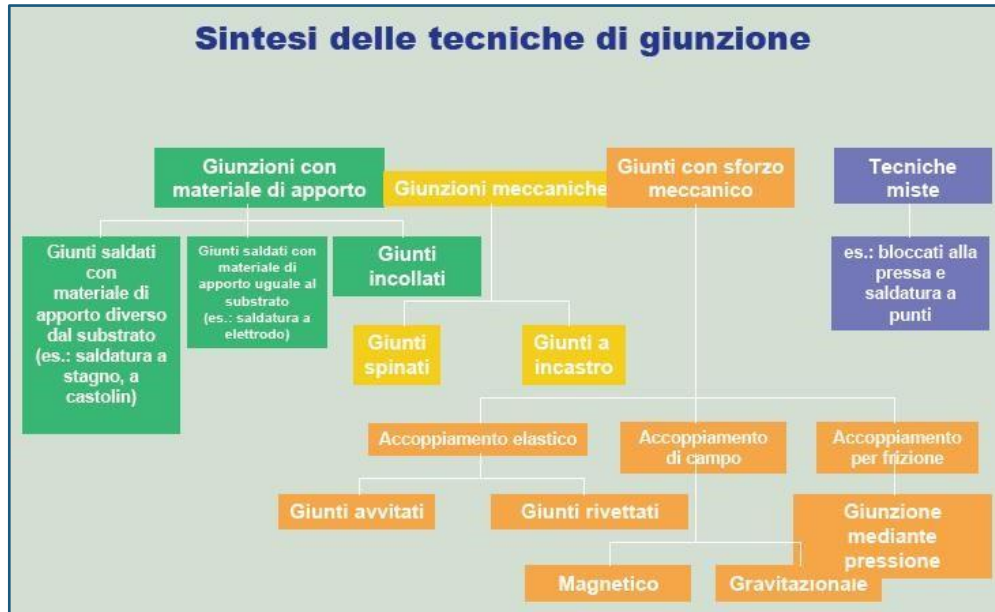 Sintesi delle tecniche di giunzione
Giunzioni con
materiale di apporto
Giunzioni meccaniche
Giunti con sforzo
meccanico
Tecniche
miste
Giunti saldati
con
materiale di
apporto diverso
dal substrato
(es.: saldatura a
stagno, a
castolin)
Giunti saldati con
materiale di
apporto uguale al
substrato
(es.: saldatura a
elettrodo)
Giunti
incollati
es.: bloccati alla
pressa e
saldatura a
punti
Giunti
spinati
Giunti a
incastro
Accoppiamento elastico
Accoppiamento
di campo
Accoppiamento
per frizione
Giunti avvitati
Giunti rivettati
Giunzione
mediante
pressione
Magnetico
Gravitazionale